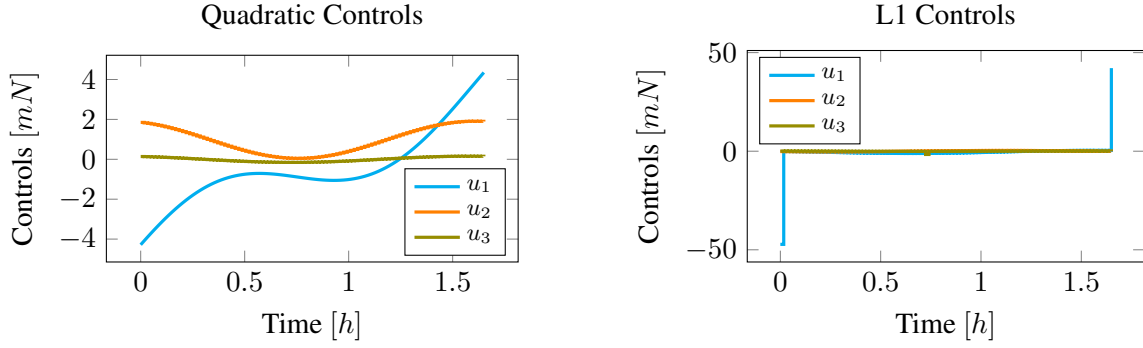 Quadratic Controls
4
2
0
−2
−4
Controls [mN]
u1
u2
u3
0
0.5
1
1.5
Time [h]
L1 Controls
50
0
−50
Controls [mN]
u1
u2
u3
0
0.5
1
1.5
Time [h]